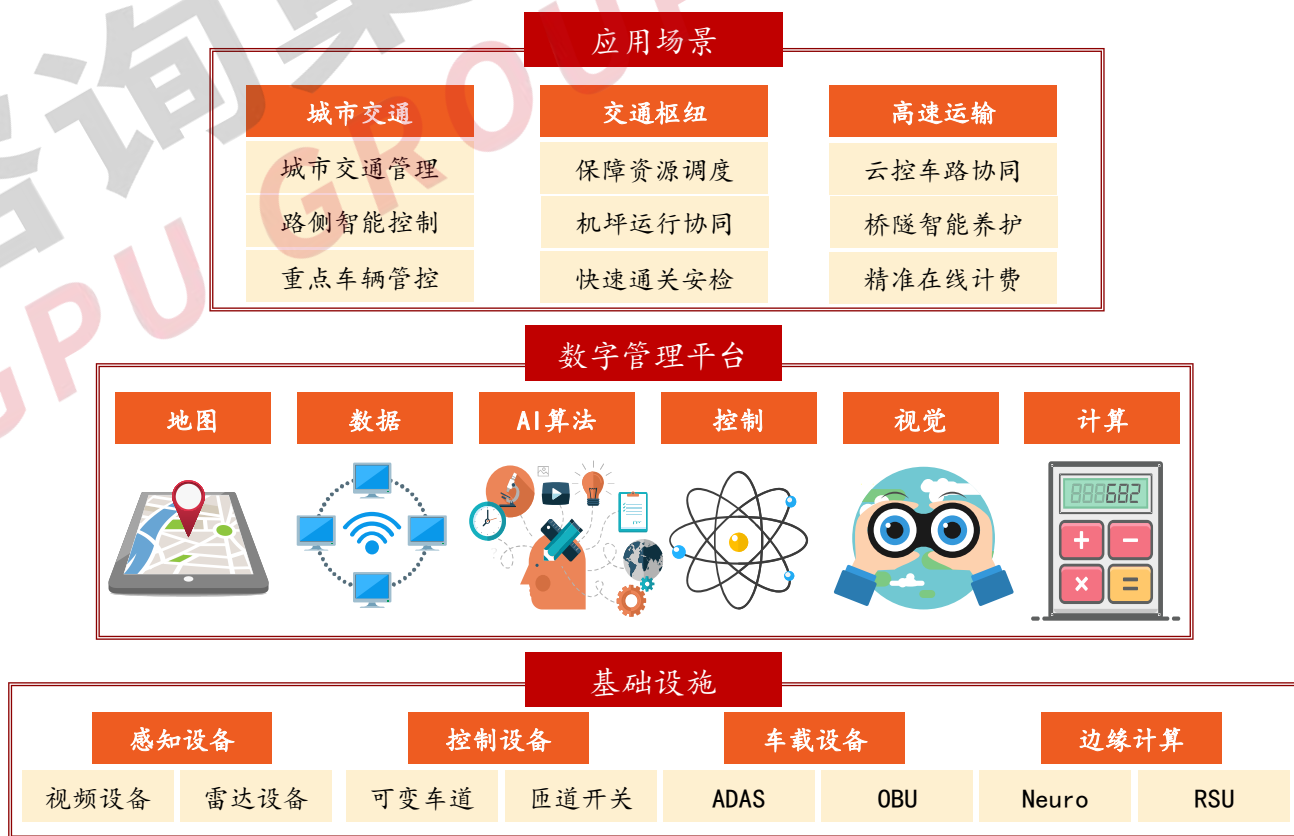 应用场景
城市交通 交通枢纽 高速运输
城市交通管理 保障资源调度 云控车路协同
路侧智能控制 机坪运行协同 桥隧智能养护
重点车辆管控 快速通关安检 精准在线计费
数字管理平台
地图 数据 AI算法 控制 视觉 计算
888682
+ -
× =
基础设施
感知设备 控制设备 车载设备 边缘计算
视频设备 雷达设备 可变车道 匝道开关 ADAS OBU Neuro RSU
咨询集
GPU GROUP